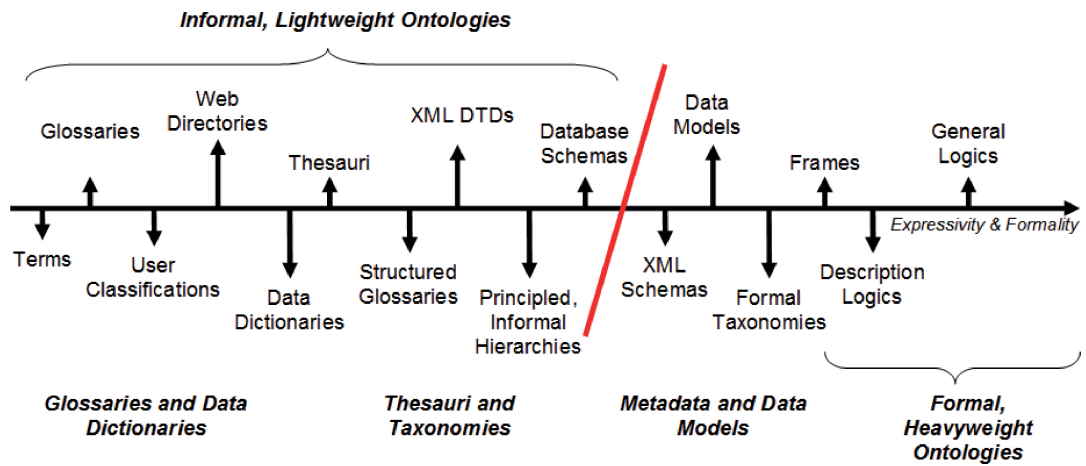 Informal, Lightweight Ontologies
Glossaries
Web
Directories
Thesauri
XML DTDs
Database
Schemas
Data
Models
Frames
General
Logics
Expressivity & Formality
Terms
User
Classifications
Data
Dictionaries
Structured
Glossaries
Principled,
Informal
Hierarchies
XML
Schemas
Formal
Taxonomies
Description
Logics
Glossaries and Data
Dictionaries
Thesauri and
Taxonomies
Metadata and Data
Models
Formal,
Heavyweight
Ontologies